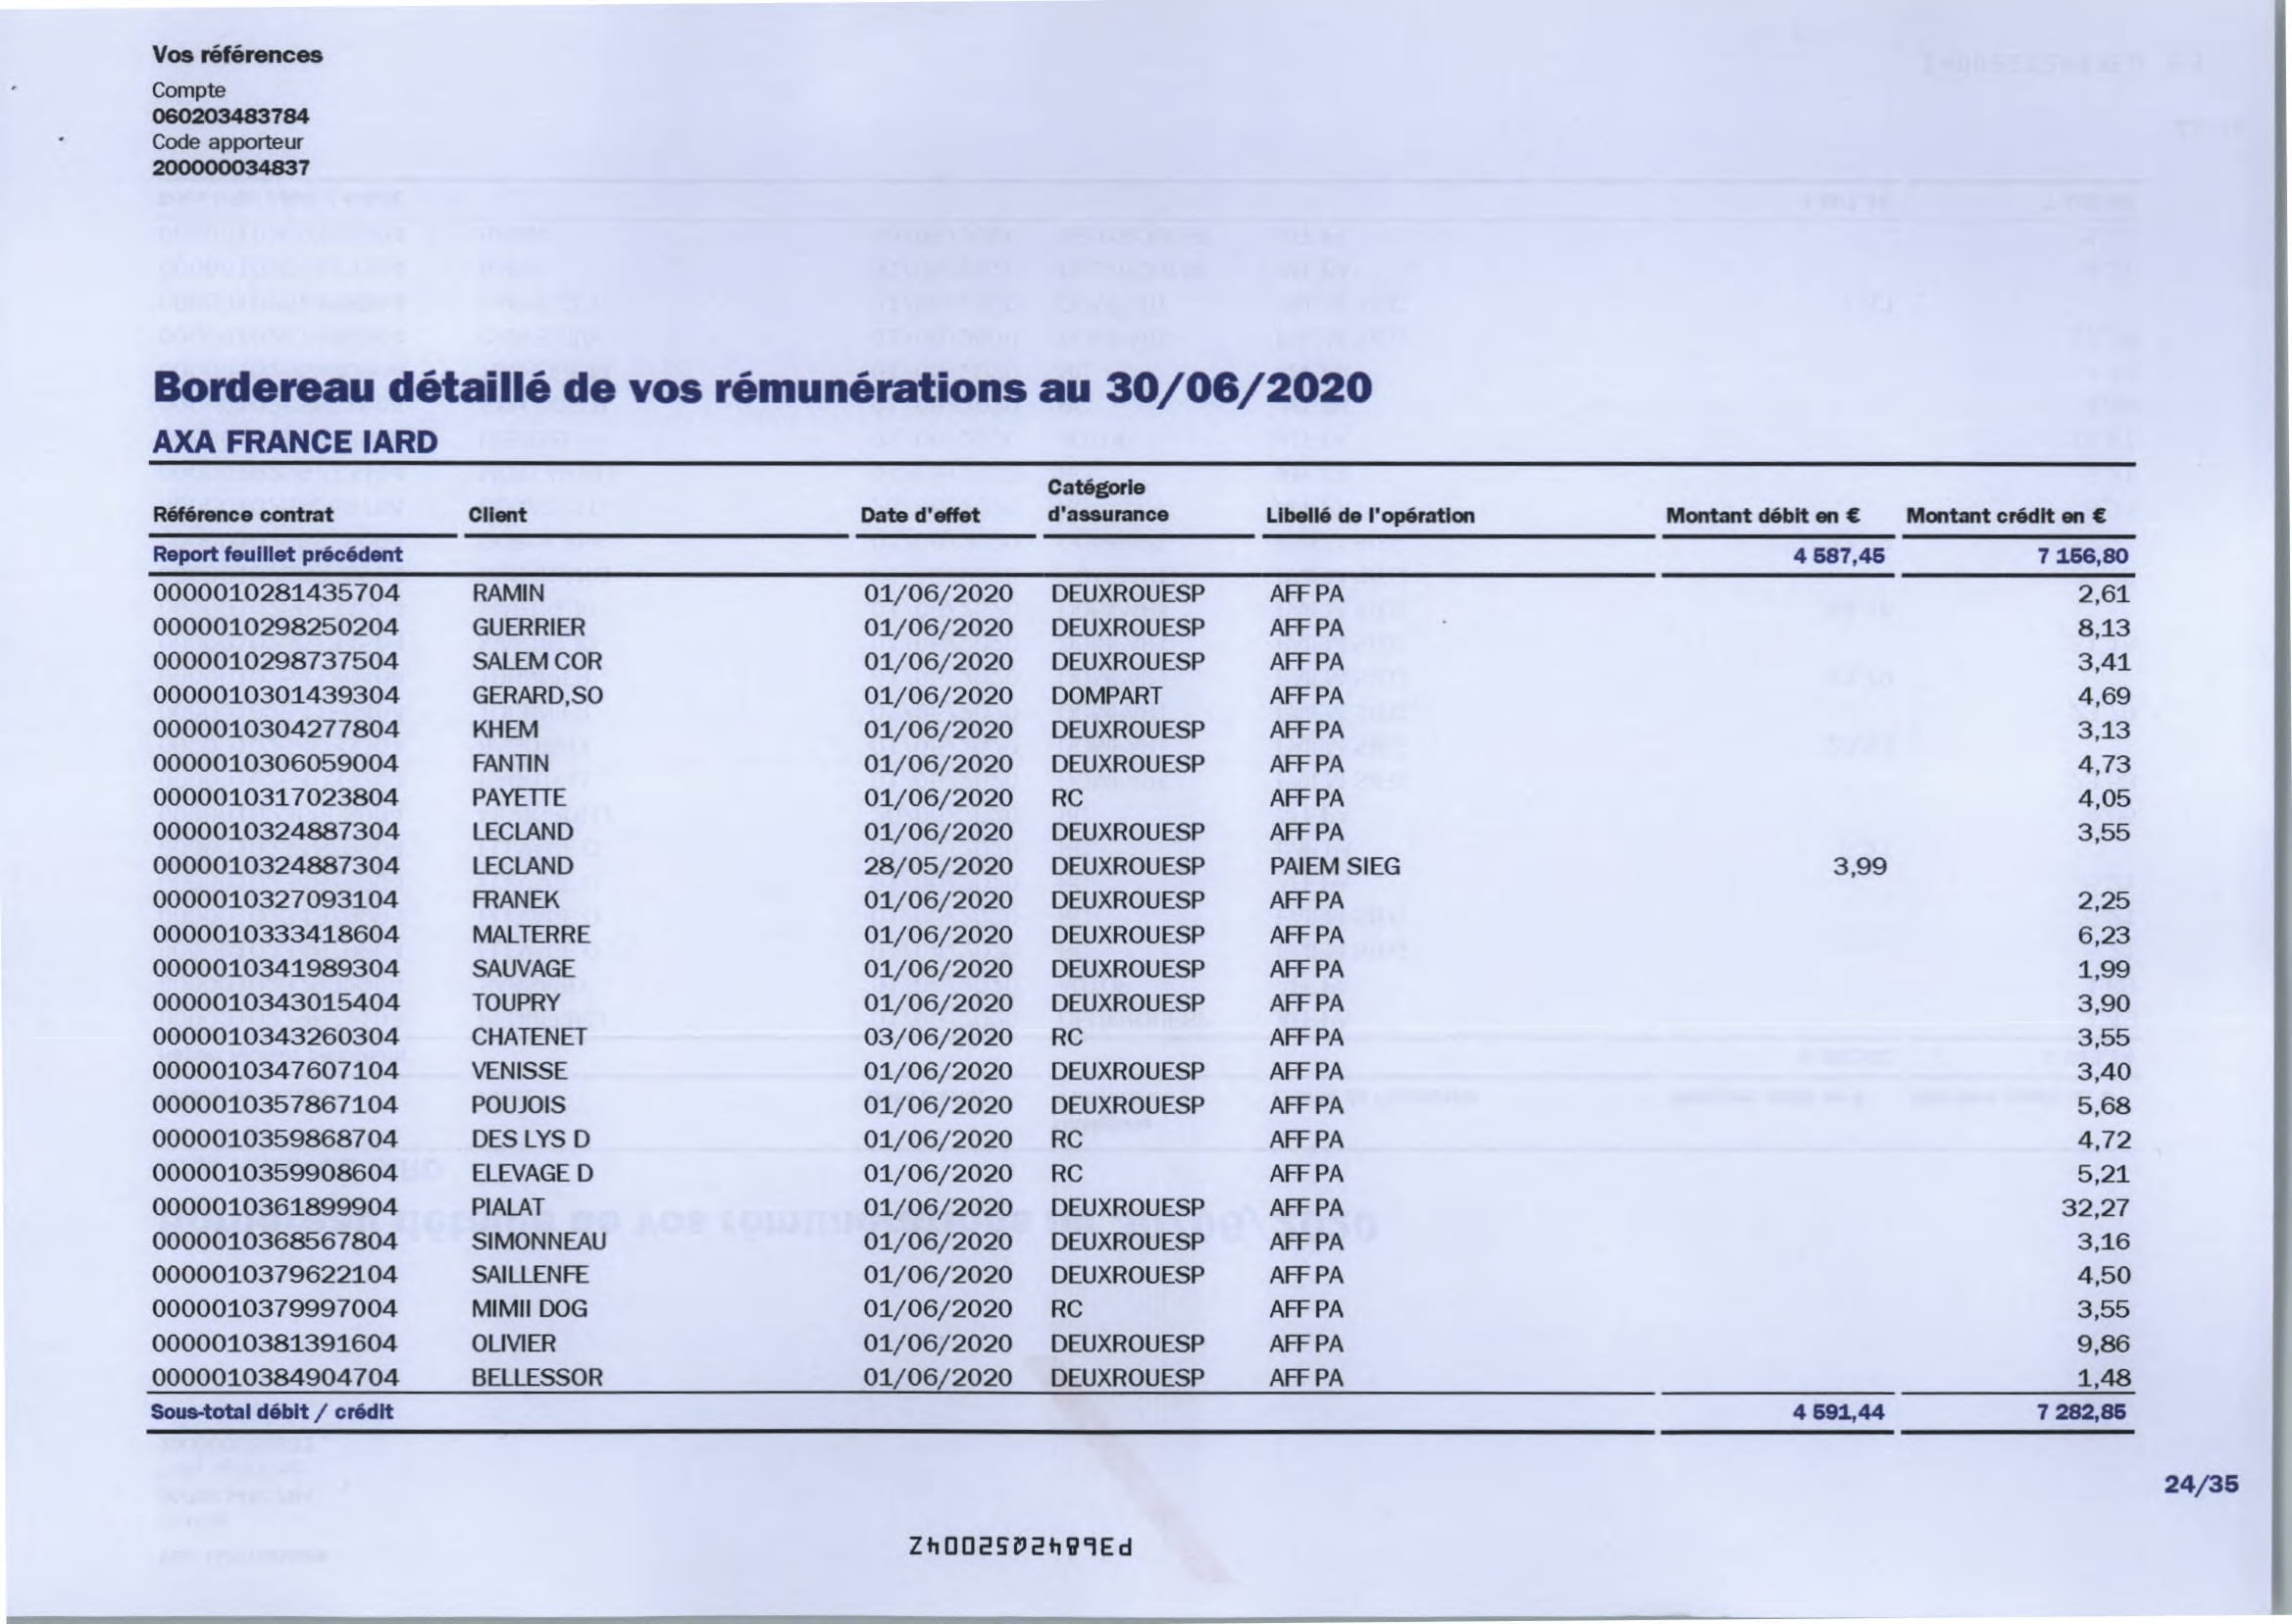 Vos références
Compte
060203483784
Code apporteur
200000034837
Bordereau détaillé de vos rémunérations au 30/06/2020
AXA FRANCE IARD
Référence contrat Client Date d'effet Catégorie d'assurance Libellé de l'opération Montant débit en € Montant crédit en €
Report feuillet précédent 4 587,45 7 156,80
0000010281435704 RAMIN 01/06/2020 DEUXROUESP AFF PA 2,61
0000010298250204 GUERRIER 01/06/2020 DEUXROUESP AFF PA 8,13
0000010298737504 SALEM COR 01/06/2020 DEUXROUESP AFF PA 3,41
0000010301439304 GERARD,SO 01/06/2020 DOMPART AFF PA 4,69
0000010304277804 KHEM 01/06/2020 DEUXROUESP AFF PA 3,13
0000010306059004 FANTIN 01/06/2020 DEUXROUESP AFF PA 4,73
0000010317023804 PAYETTE 01/06/2020 RC AFF PA 4,05
0000010324887304 LECLAND 01/06/2020 DEUXROUESP AFF PA 3,55
0000010324887304 LECLAND 28/05/2020 DEUXROUESP PAIEM SIEG 3,99
0000010327093104 FRANEK 01/06/2020 DEUXROUESP AFF PA 2,25
0000010333418604 MALTERRE 01/06/2020 DEUXROUESP AFF PA 6,23
0000010341989304 SAUVAGE 01/06/2020 DEUXROUESP AFF PA 1,99
0000010343015404 TOUPRY 01/06/2020 DEUXROUESP AFF PA 3,90
0000010343260304 CHATENET 03/06/2020 RC AFF PA 3,55
0000010347607104 VENISSE 01/06/2020 DEUXROUESP AFF PA 3,40
0000010357867104 POUJOIS 01/06/2020 DEUXROUESP AFF PA 5,68
0000010359868704 DES LYS D 01/06/2020 RC AFF PA 4,72
0000010359908604 ELEVAGE D 01/06/2020 RC AFF PA 5,21
0000010361899904 PIALAT 01/06/2020 DEUXROUESP AFF PA 32,27
0000010368567804 SIMONNEAU 01/06/2020 DEUXROUESP AFF PA 3,16
0000010379622104 SAILLENFE 01/06/2020 DEUXROUESP AFF PA 4,50
0000010379997004 MIMII DOG 01/06/2020 RC AFF PA 3,55
0000010381391604 OLIVIER 01/06/2020 DEUXROUESP AFF PA 9,86
0000010384904704 BELLESSOR 01/06/2020 DEUXROUESP AFF PA 1,48
Sous-total débit / crédit 4 591,44 7 282,85
24/35